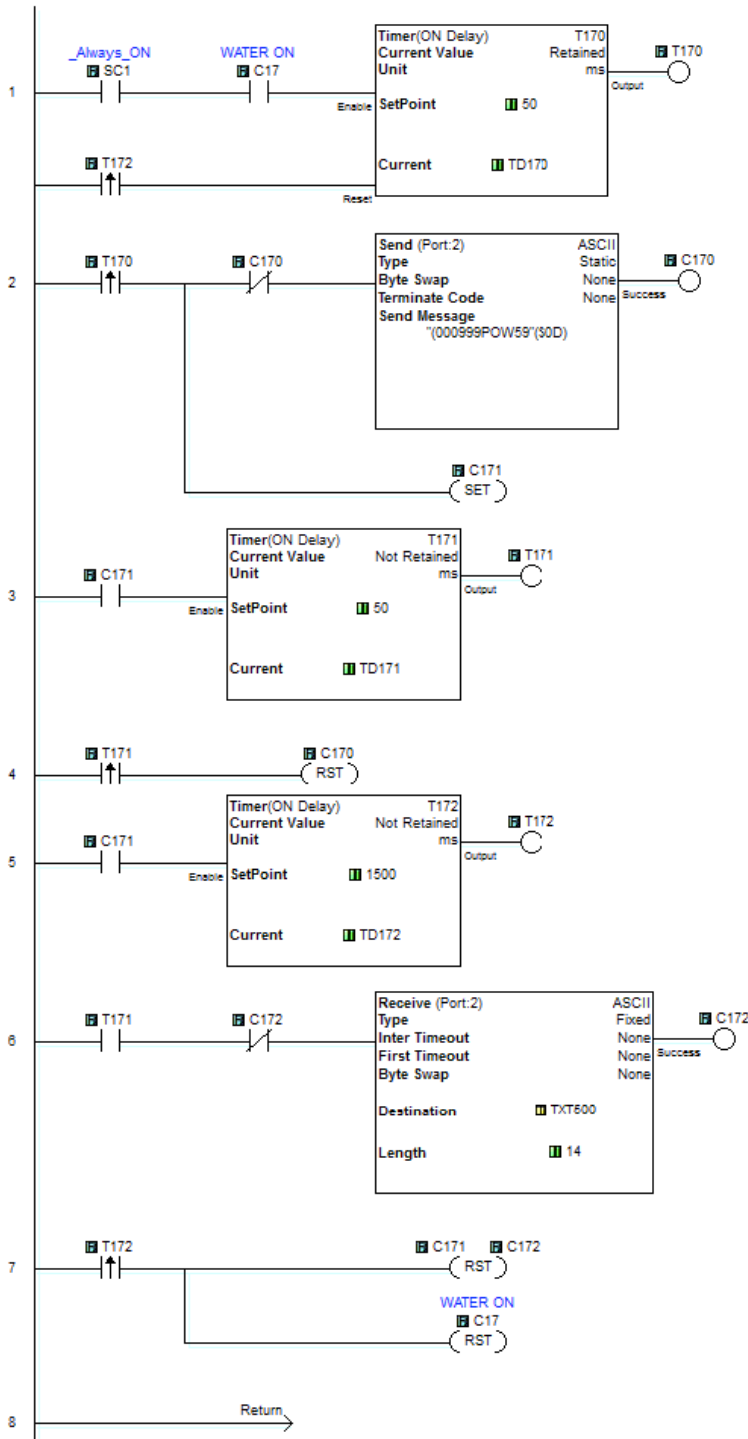 _Always_ON WATER ON
SC1 C17
Timer(ON Delay) T170
Current Value Retained
Unit ms
T170
Output
1
Enable SetPoint 50
T172
Current TD170
Reset
Send (Port:2) ASCII
Type Static
Byte Swap None
Terminate Code None
Send Message
"(000999POW59"($0D)
T170 C170 C170
Success
2
C171
SET
Timer(ON Delay) T171
Current Value Not Retained
Unit ms
T171
Output
C171
3
Enable SetPoint 50
Current TD171
T171 C170
4
RST
Timer(ON Delay) T172
Current Value Not Retained
Unit ms
T172
Output
C171
5
Enable SetPoint 1500
Current TD172
Receive (Port:2) ASCII
Type Fixed
Inter Timeout None
First Timeout None
Byte Swap None
T171 C172 C172
Success
6
Destination TXT600
Length 14
T172 C171 C172
7
RST
WATER ON
C17
RST
Return
8